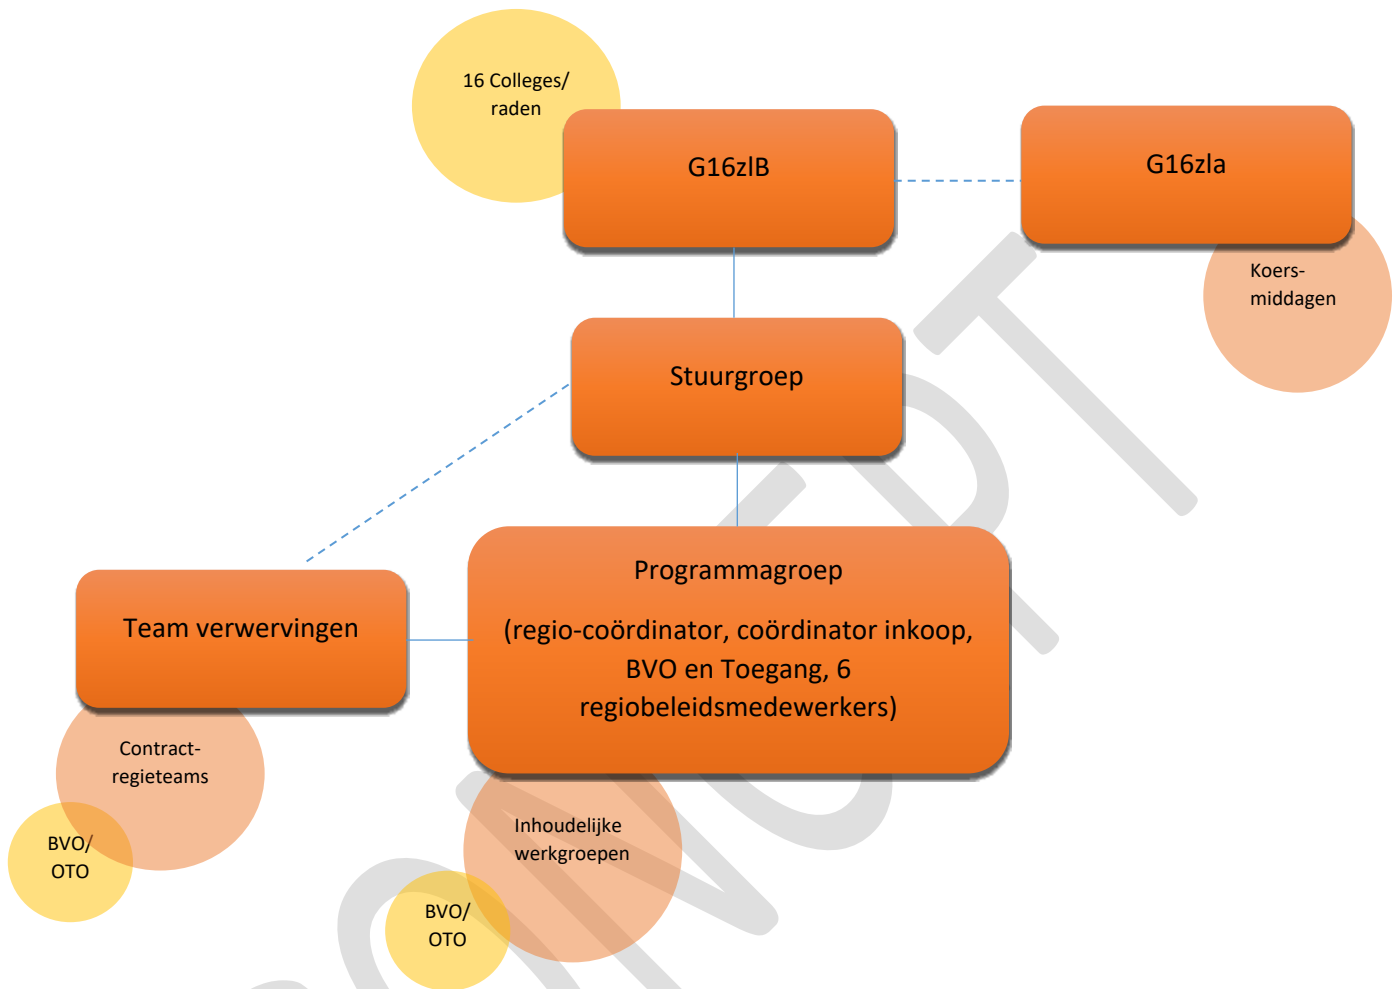 16 Colleges/
raden
G16zlB
G16zla
Koers-
middagen
Stuurgroep
Programmagroep
(regio-coördinator, coördinator inkoop,
BVO en Toegang, 6
regiobeleidsmedewerkers)
Team verwervingen
Contract-
regieteams
BVO/
OTO
Inhoudelijke
werkgroepen
BVO/
OTO
CONCEPT